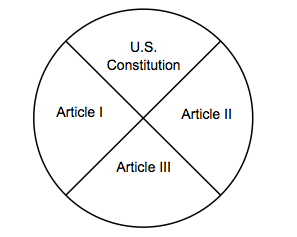 U.S.
Constitution
Article I
Article II
Article III